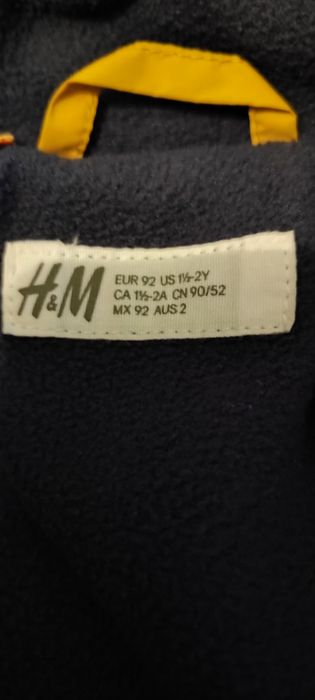 H&M
EUR 92 US 1½-2Y
CA 1½-2A CN 90/52
MX 92 AUS 2